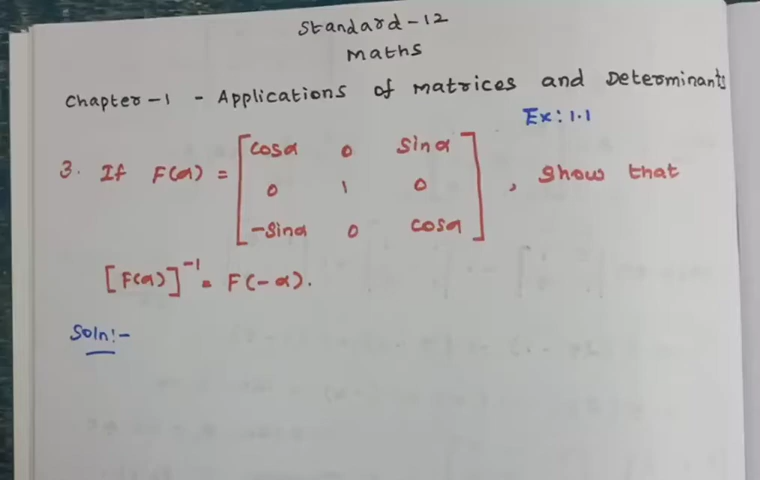 Standard-12
Maths
Chapter-1 - Applications of Matrices and Determinants
Ex: 1.1
3. If F(α) = [cosα 0 sinα
0 1 0
-sinα 0 cosα] , Show that
[F(α)]⁻¹ = F(-α).
Soln:-